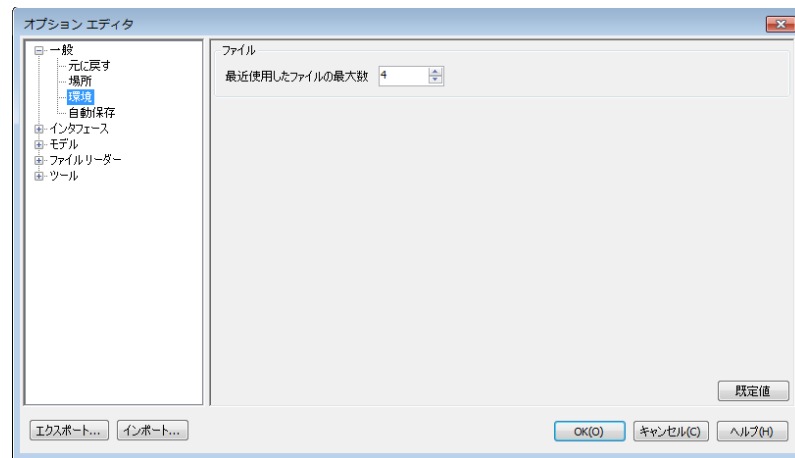 オプション エディタ
一般
元に戻す
場所
環境
自動保存
インタフェース
モデル
ファイル リーダー
ツール
ファイル
最近使用したファイルの最大数 4
既定値
エクスポート... インポート... OK(O) キャンセル(C) ヘルプ(H)